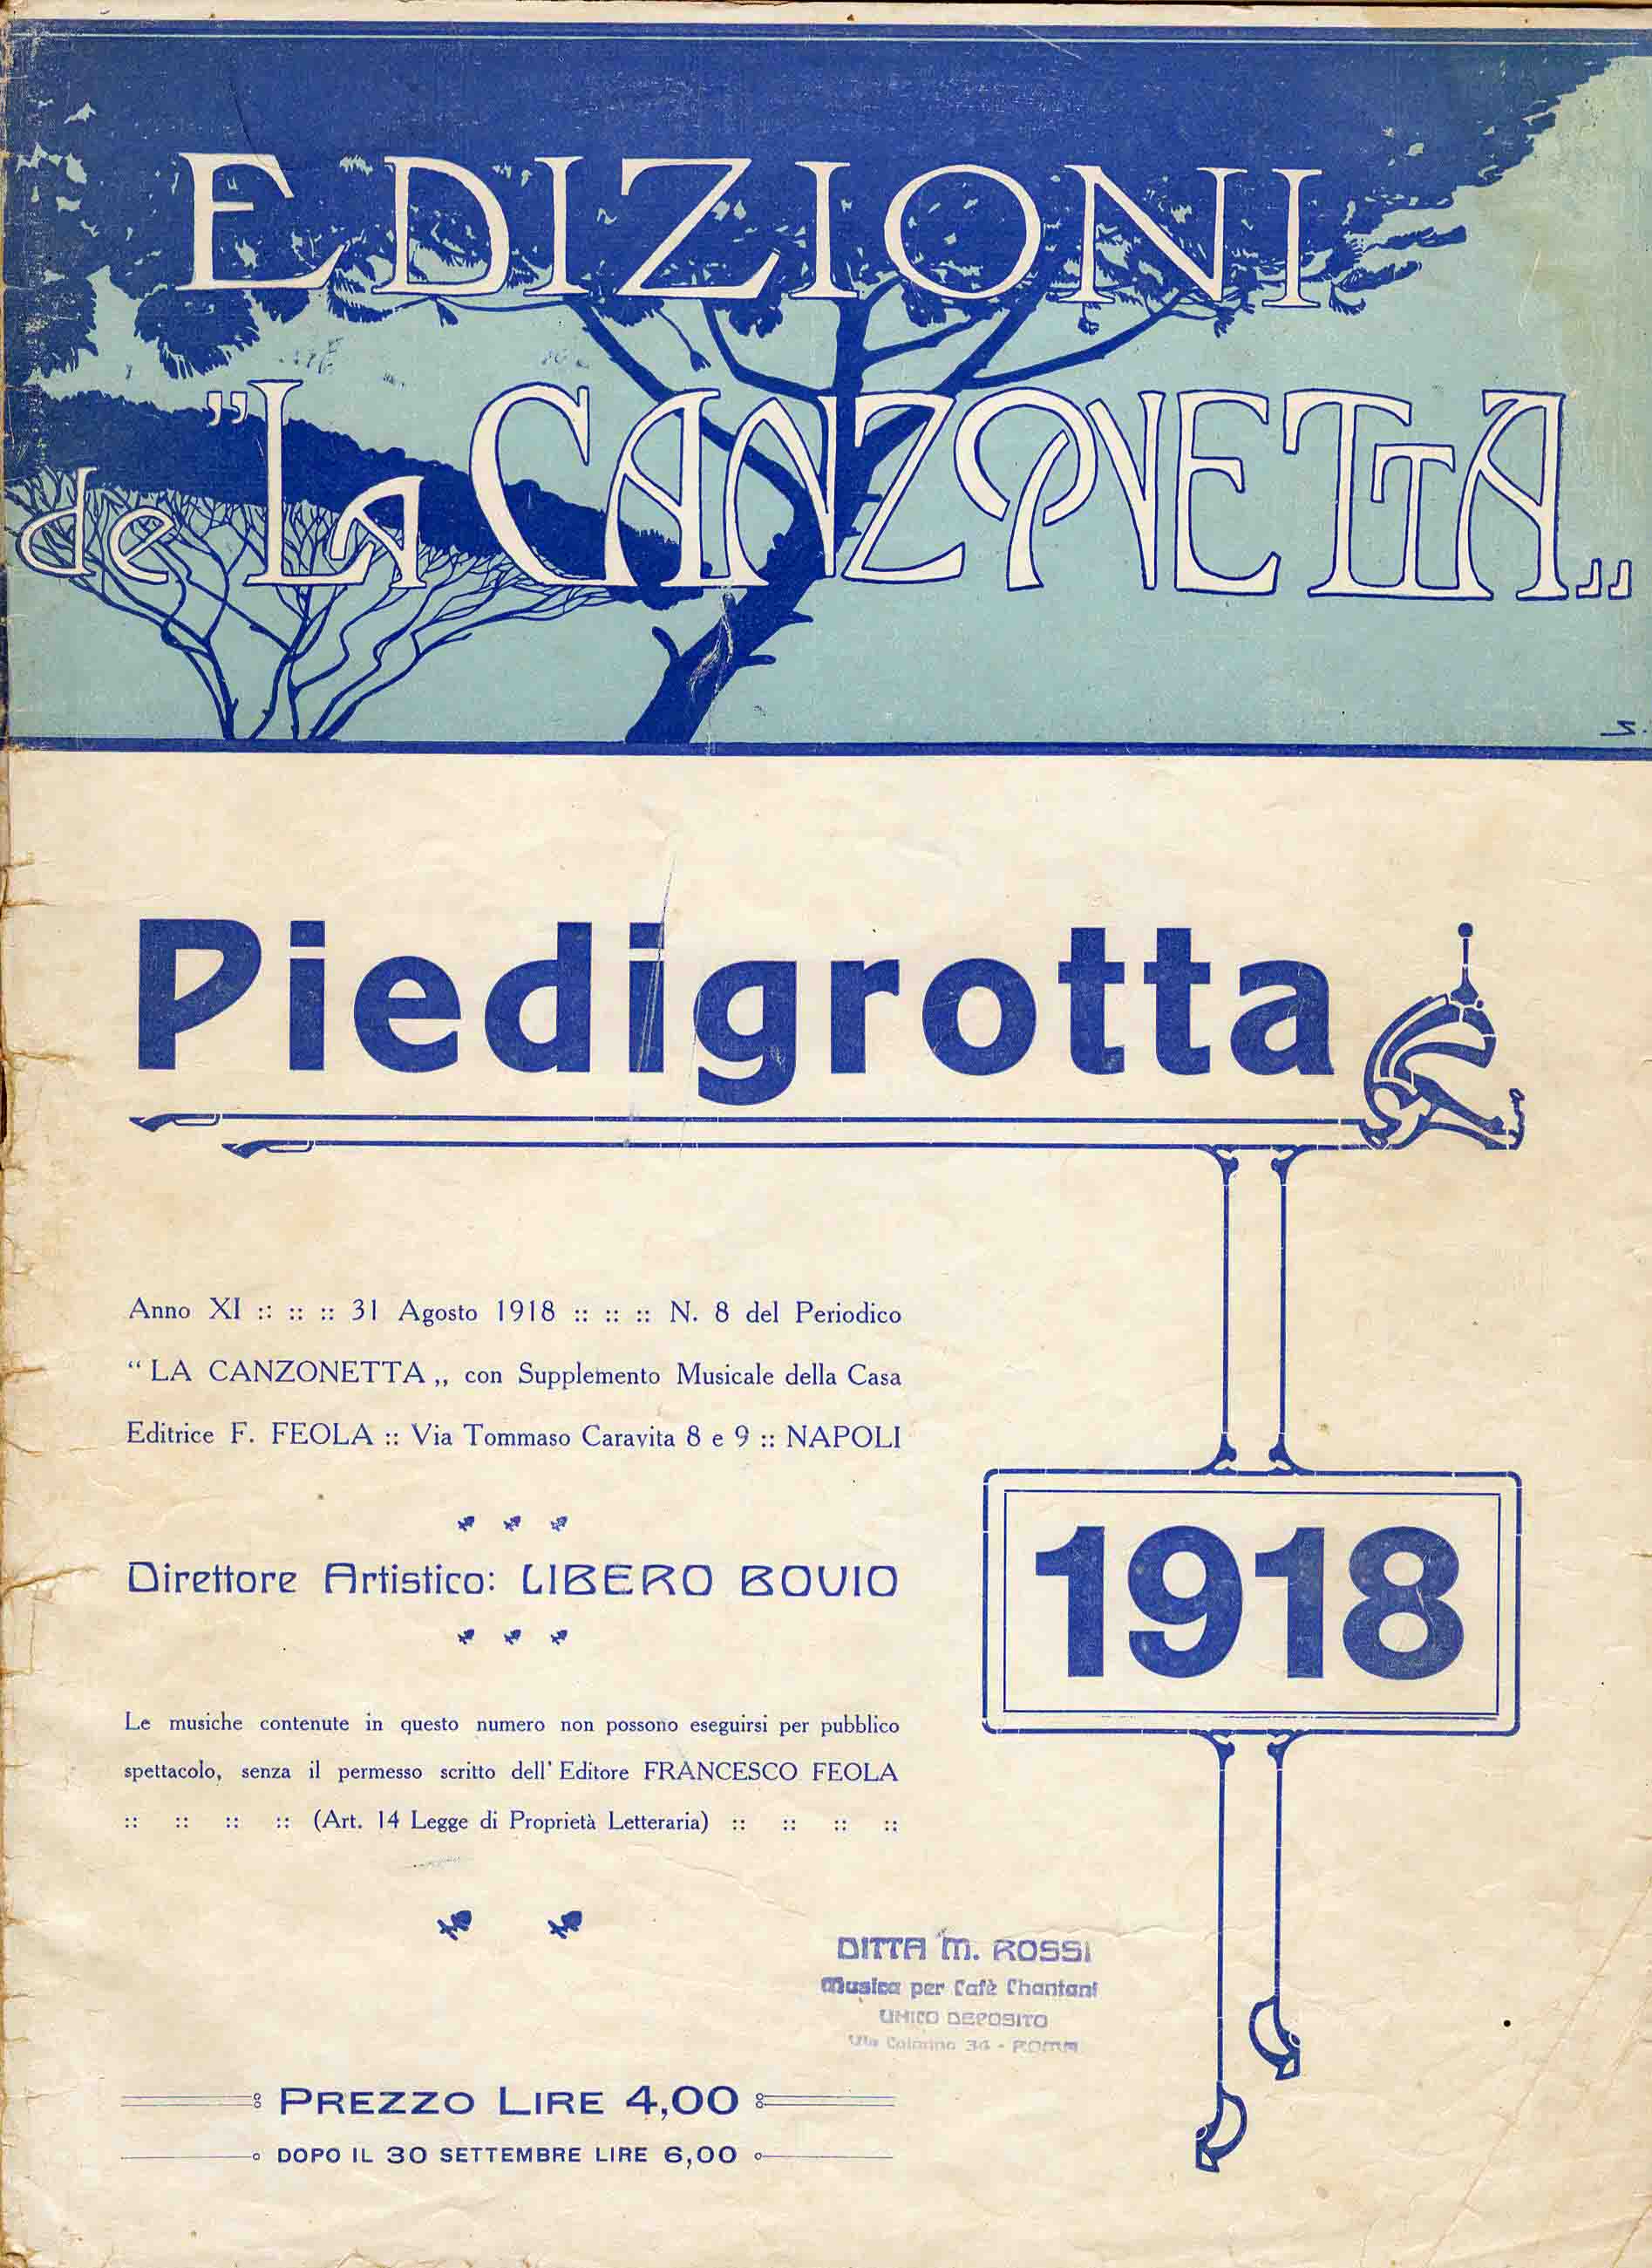 EDIZIONI
de "LA CANZONETTA„
S.
Piedigrotta
Anno XI :: :: :: 31 Agosto 1918 :: :: :: N. 8 del Periodico
“ LA CANZONETTA „ con Supplemento Musicale della Casa
Editrice F. FEOLA :: Via Tommaso Caravita 8 e 9 :: NAPOLI
Direttore Artistico: LIBERO BOVIO
1918
Le musiche contenute in questo numero non possono eseguirsi per pubblico
spettacolo, senza il permesso scritto dell' Editore FRANCESCO FEOLA
:: :: :: :: (Art. 14 Legge di Proprietà Letteraria) :: :: :: ::
DITTA M. ROSSI
Musica per Cafè Chantant
UNICO DEPOSITO
Via 34 - ROMA
PREZZO LIRE 4,00
DOPO IL 30 SETTEMBRE LIRE 6,00